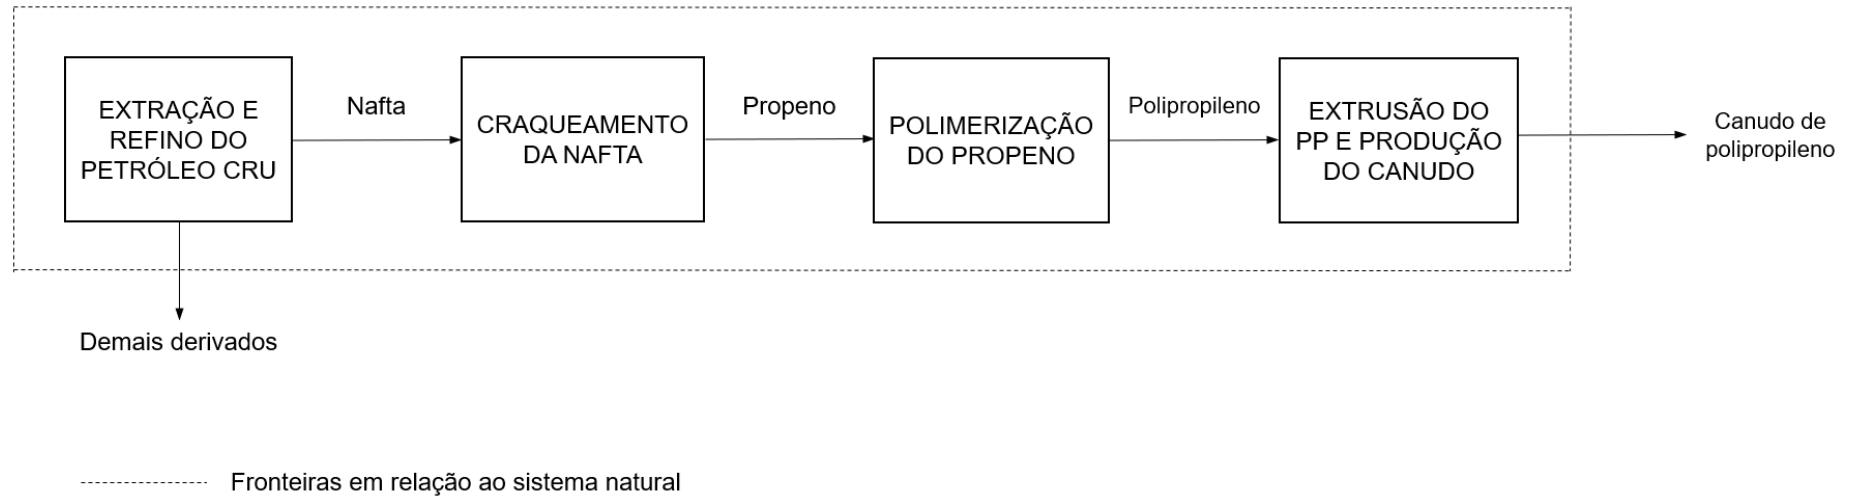 EXTRAÇÃO E
REFINO DO
PETRÓLEO CRU
Nafta
CRAQUEAMENTO
DA NAFTA
Propeno
POLIMERIZAÇÃO
DO PROPENO
Polipropileno
EXTRUSÃO DO
PP E PRODUÇÃO
DO CANUDO
Canudo de
polipropileno
Demais derivados
Fronteiras em relação ao sistema natural